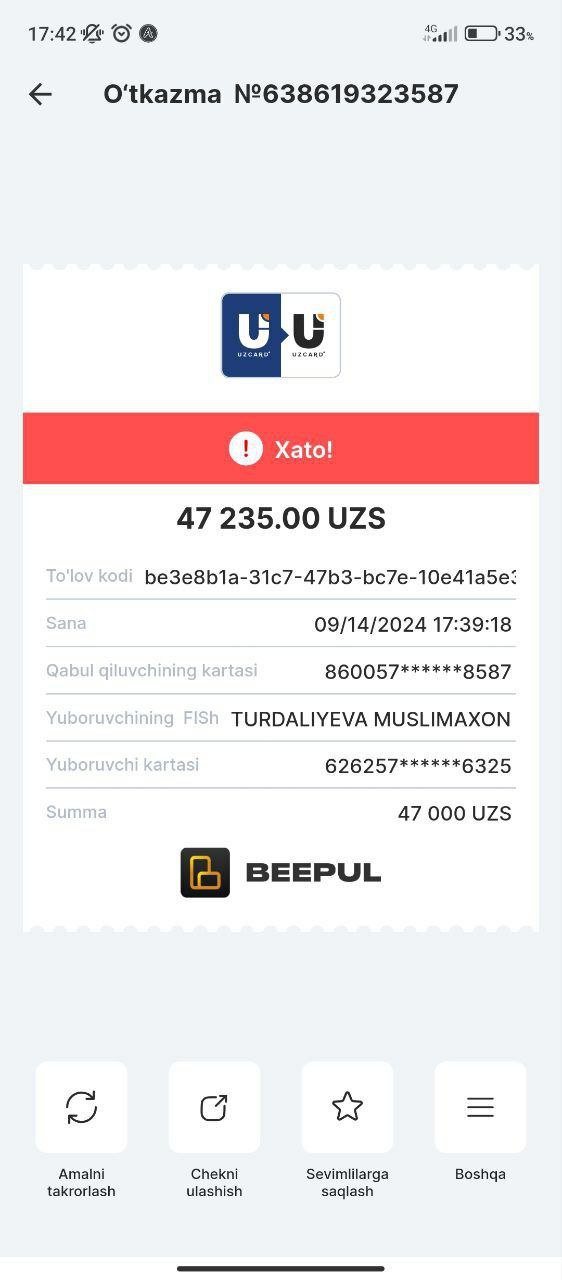 17:42
4G
33%
O‘tkazma №638619323587
UZCARD
UZCARD
Xato!
47 235.00 UZS
To'lov kodi be3e8b1a-31c7-47b3-bc7e-10e41a5e3
Sana 09/14/2024 17:39:18
Qabul qiluvchining kartasi 860057******8587
Yuboruvchining FISh TURDALIYEVA MUSLIMAXON
Yuboruvchi kartasi 626257******6325
Summa 47 000 UZS
BEEPUL
Amalni
takrorlash
Chekni
ulashish
Sevimlilarga
saqlash
Boshqa